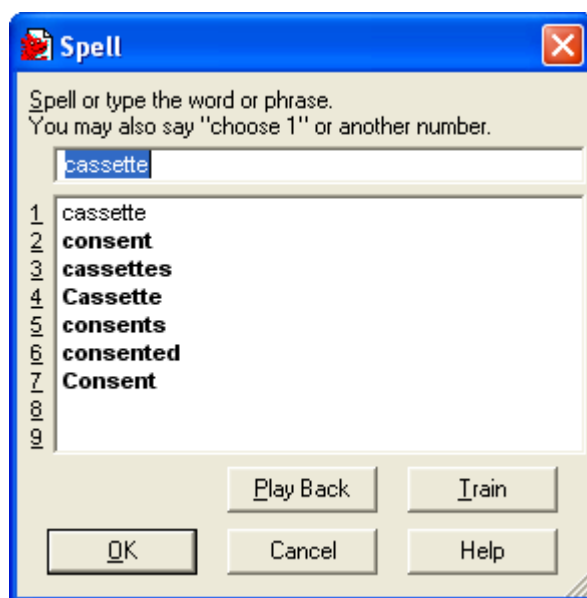 Spell
Spell or type the word or phrase.
You may also say "choose 1" or another number.
cassette
1 cassette
2 consent
3 cassettes
4 Cassette
5 consents
6 consented
7 Consent
8
9
Play Back Train
OK Cancel Help